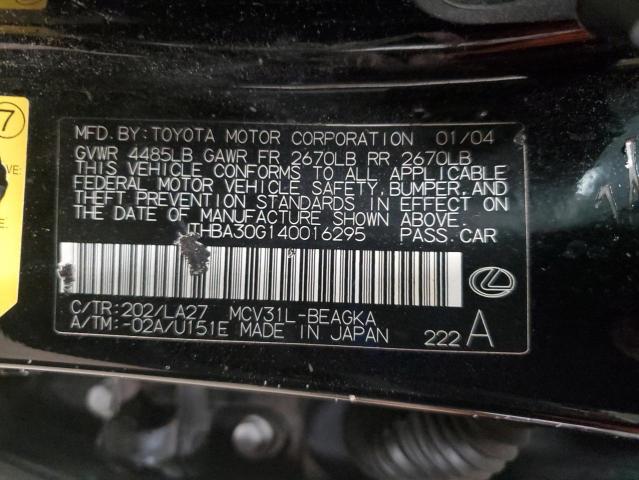 7
MFD. BY: TOYOTA MOTOR CORPORATION 01/04
GVWR 4485LB GAWR FR 2670LB RR 2670LB
THIS VEHICLE CONFORMS TO ALL APPLICABLE
FEDERAL MOTOR VEHICLE SAFETY, BUMPER, AND
THEFT PREVENTION STANDARDS IN EFFECT ON
THE DATE OF MANUFACTURE SHOWN ABOVE.
JTHBA30G140016295 PASS. CAR
C/TR: 202/LA27 MCV31L-BEAGKA
A/TM: -02A/U151E MADE IN JAPAN 222 A